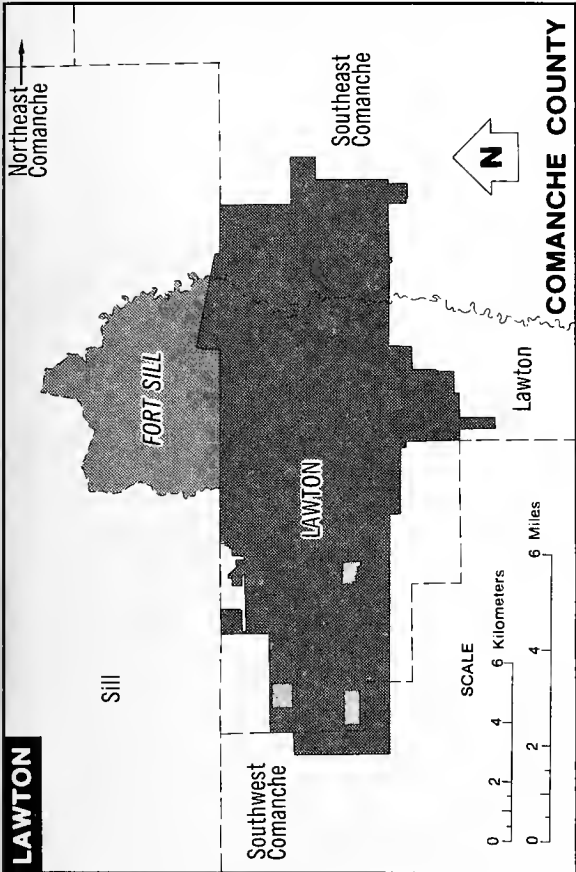 LAWTON
Northeast
Comanche
Sill
FORT SILL
Southwest
Comanche
LAWTON
Southeast
Comanche
N
Lawton
SCALE
0 2 4 6 Kilometers
0 2 4 6 Miles
COMANCHE COUNTY